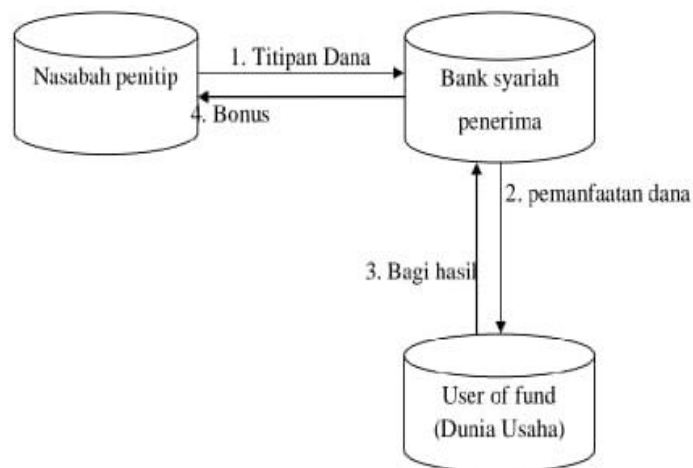 Nasabah penitip
1. Titipan Dana
4. Bonus
Bank syariah
penerima
2. pemanfaatan dana
3. Bagi hasil
User of fund
(Dunia Usaha)